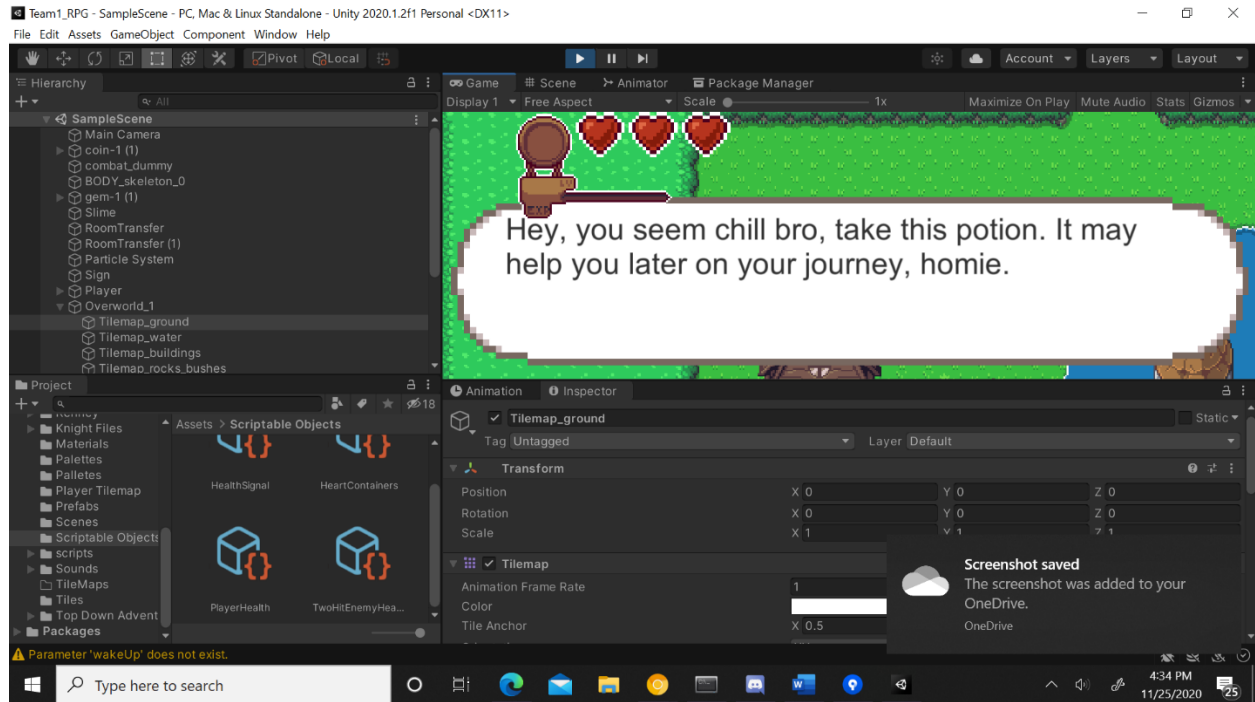 Team1_RPG - SampleScene - PC, Mac & Linux Standalone - Unity 2020.1.2f1 Personal <DX11>
File Edit Assets GameObject Component Window Help
Pivot Local Account Layers Layout
Hierarchy
All
SampleScene
Main Camera
coin-1 (1)
combat_dummy
BODY_skeleton_0
gem-1 (1)
Slime
RoomTransfer
RoomTransfer (1)
Particle System
Sign
Player
Overworld_1
Tilemap_ground
Tilemap_water
Tilemap_buildings
Tilemap_rocks_bushes
Game Scene Animator Package Manager
Display 1 Free Aspect Scale 1x Maximize On Play Mute Audio Stats Gizmos
EXP
Hey, you seem chill bro, take this potion. It may
help you later on your journey, homie.
Project
18
Knight Files
Materials
Palettes
Palletes
Player Tilemap
Prefabs
Scenes
Scriptable Objects
scripts
Sounds
TileMaps
Tiles
Top Down Advent
Packages
Assets > Scriptable Objects
HealthSignal HeartContainers
PlayerHealth TwoHitEnemyHea...
Animation Inspector
Tilemap_ground Static
Tag Untagged Layer Default
Transform
Position X 0 Y 0 Z 0
Rotation X 0 Y 0 Z 0
Scale X 1 Y 1 Z 1
Tilemap
Animation Frame Rate 1
Color
Tile Anchor X 0.5
Screenshot saved
The screenshot was added to your
OneDrive.
OneDrive
Parameter 'wakeUp' does not exist.
Type here to search
4:34 PM
11/25/2020
25